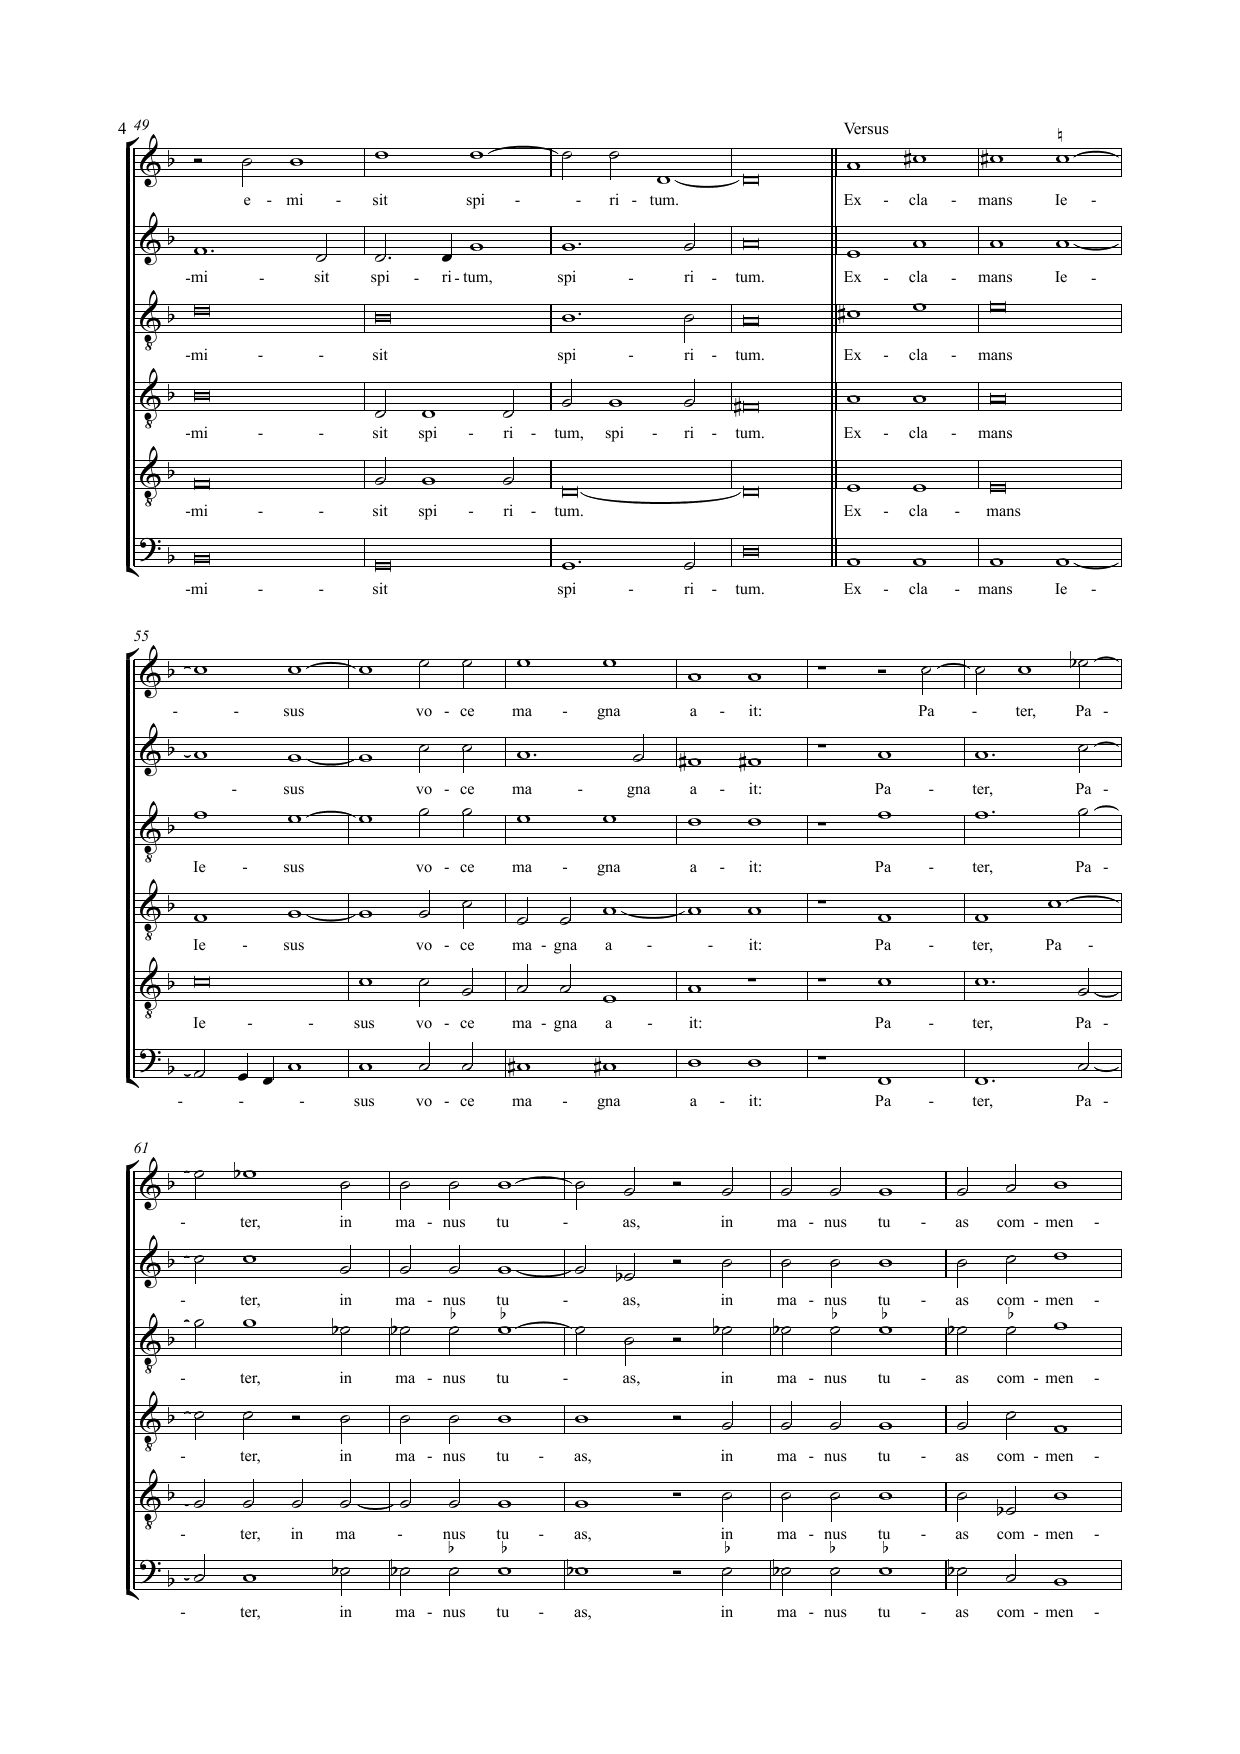 4 49 Versus
e - mi - sit spi - - ri - tum. Ex - cla - mans Ie -
-mi - sit spi - ri - tum, spi - ri - tum. Ex - cla - mans Ie -
8
-mi - - sit spi - ri - tum. Ex - cla - mans
8
-mi - - sit spi - ri - tum, spi - ri - tum. Ex - cla - mans
8
-mi - - sit spi - ri - tum. Ex - cla - mans
-mi - - sit spi - ri - tum. Ex - cla - mans Ie -
55
- - sus vo - ce ma - gna a - it: Pa - ter, Pa -
- sus vo - ce ma - gna a - it: Pa - ter, Pa -
8
Ie - sus vo - ce ma - gna a - it: Pa - ter, Pa -
8
Ie - sus vo - ce ma - gna a - - it: Pa - ter, Pa -
8
Ie - - sus vo - ce ma - gna a - it: Pa - ter, Pa -
- - - sus vo - ce ma - gna a - it: Pa - ter, Pa -
61
- ter, in ma - nus tu - as, in ma - nus tu - as com - men -
- ter, in ma - nus tu - as, in ma - nus tu - as com - men -
8
- ter, in ma - nus tu - as, in ma - nus tu - as com - men -
8
- ter, in ma - nus tu - as, in ma - nus tu - as com - men -
8
- ter, in ma - nus tu - as, in ma - nus tu - as com - men -
- ter, in ma - nus tu - as, in ma - nus tu - as com - men -